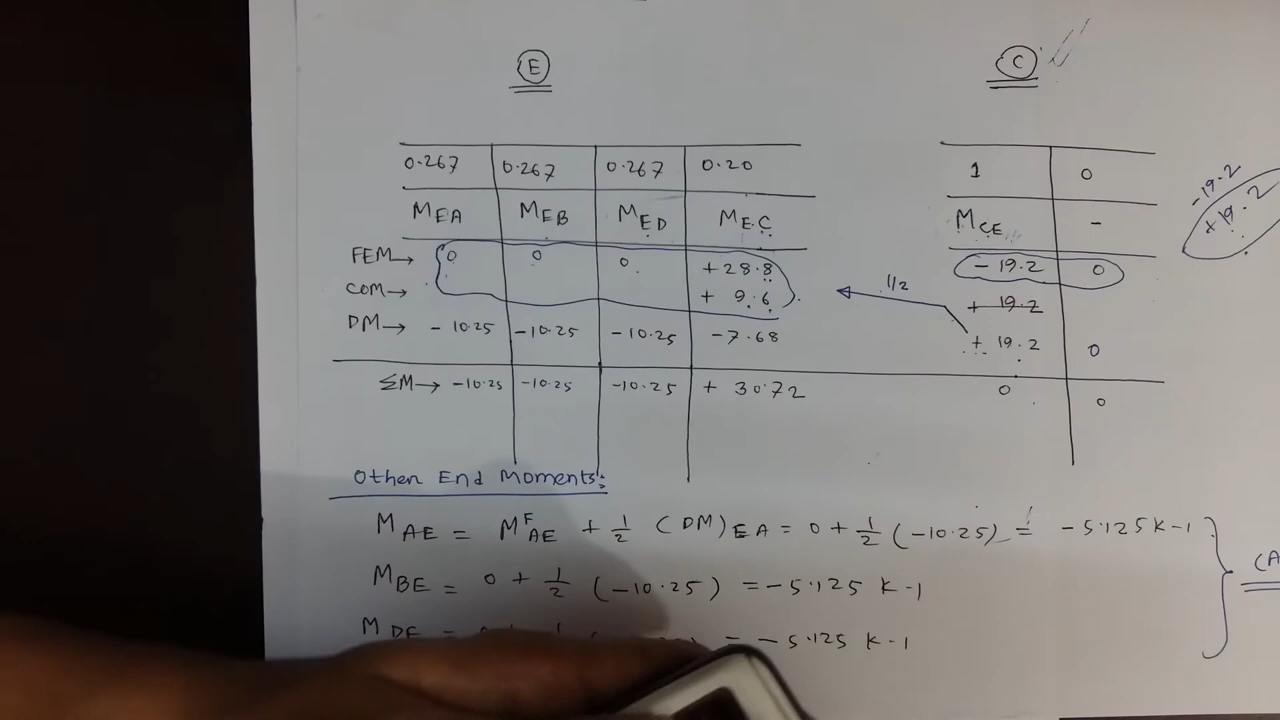 E C
0.267 0.267 0.267 0.20 1 0
MEA MEB MED MEC MCE -
-19.2
+19.2
FEM→ 0 0 0 +28.8 -19.2 0
COM→ + 9.6 + 19.2
1/2
DM→ - 10.25 -10.25 -10.25 -7.68 + 19.2 0
ΣM→ -10.25 -10.25 -10.25 + 30.72 0 0
Other End Moments:
MAE = M^F AE + 1/2 (DM)EA = 0 + 1/2 (-10.25) = -5.125 K-1
MBE = 0 + 1/2 (-10.25) = -5.125 K-1
(A
MDE = -5.125 K-1